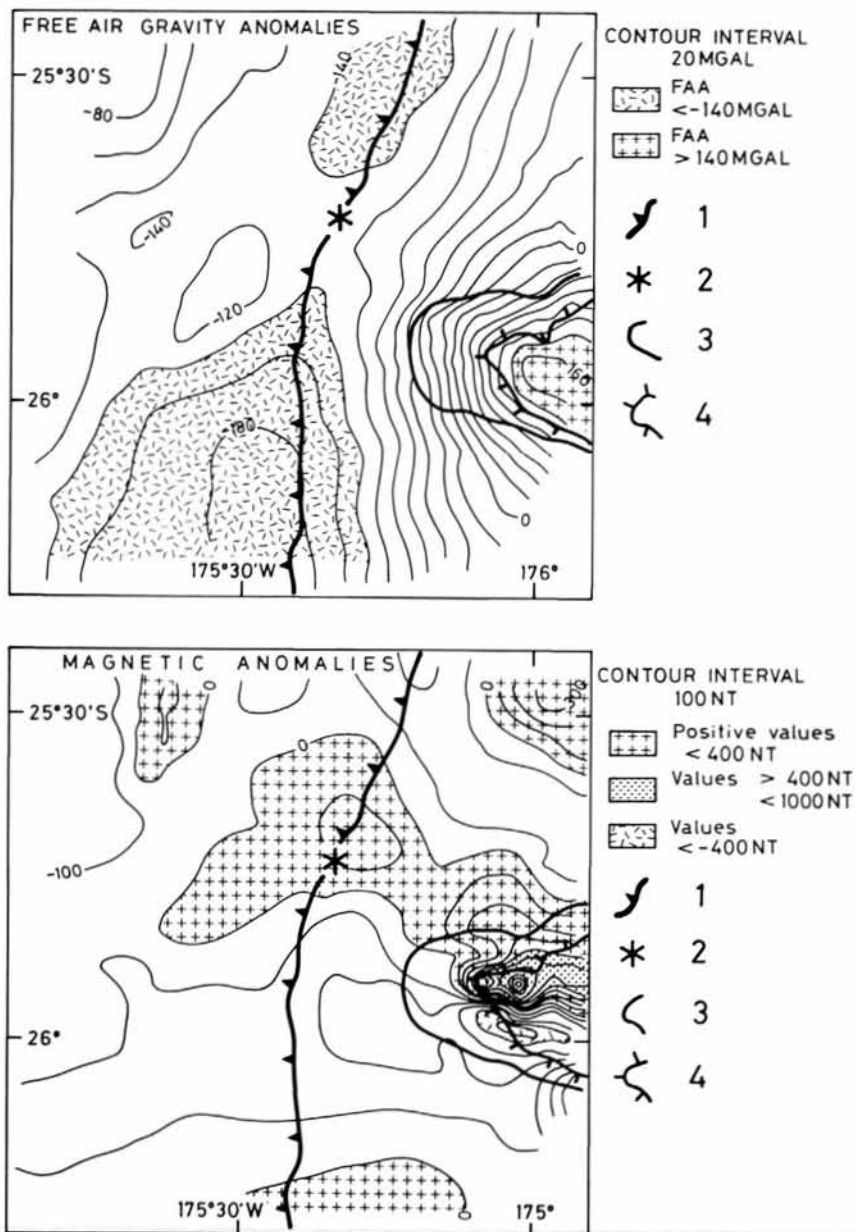 FREE AIR GRAVITY ANOMALIES
25°30'S
-80
-140
-140
-120
0
160
26°
-180
0
175°30'W
176°
CONTOUR INTERVAL
20MGAL
FAA
<-140MGAL
FAA
>140MGAL
1
2
3
4
MAGNETIC ANOMALIES
25°30'S
0
0
0
-300
-100
26°
175°30'W
0
175°
CONTOUR INTERVAL
100NT
Positive values
<400NT
Values > 400NT
<1000NT
Values
<-400NT
1
2
3
4